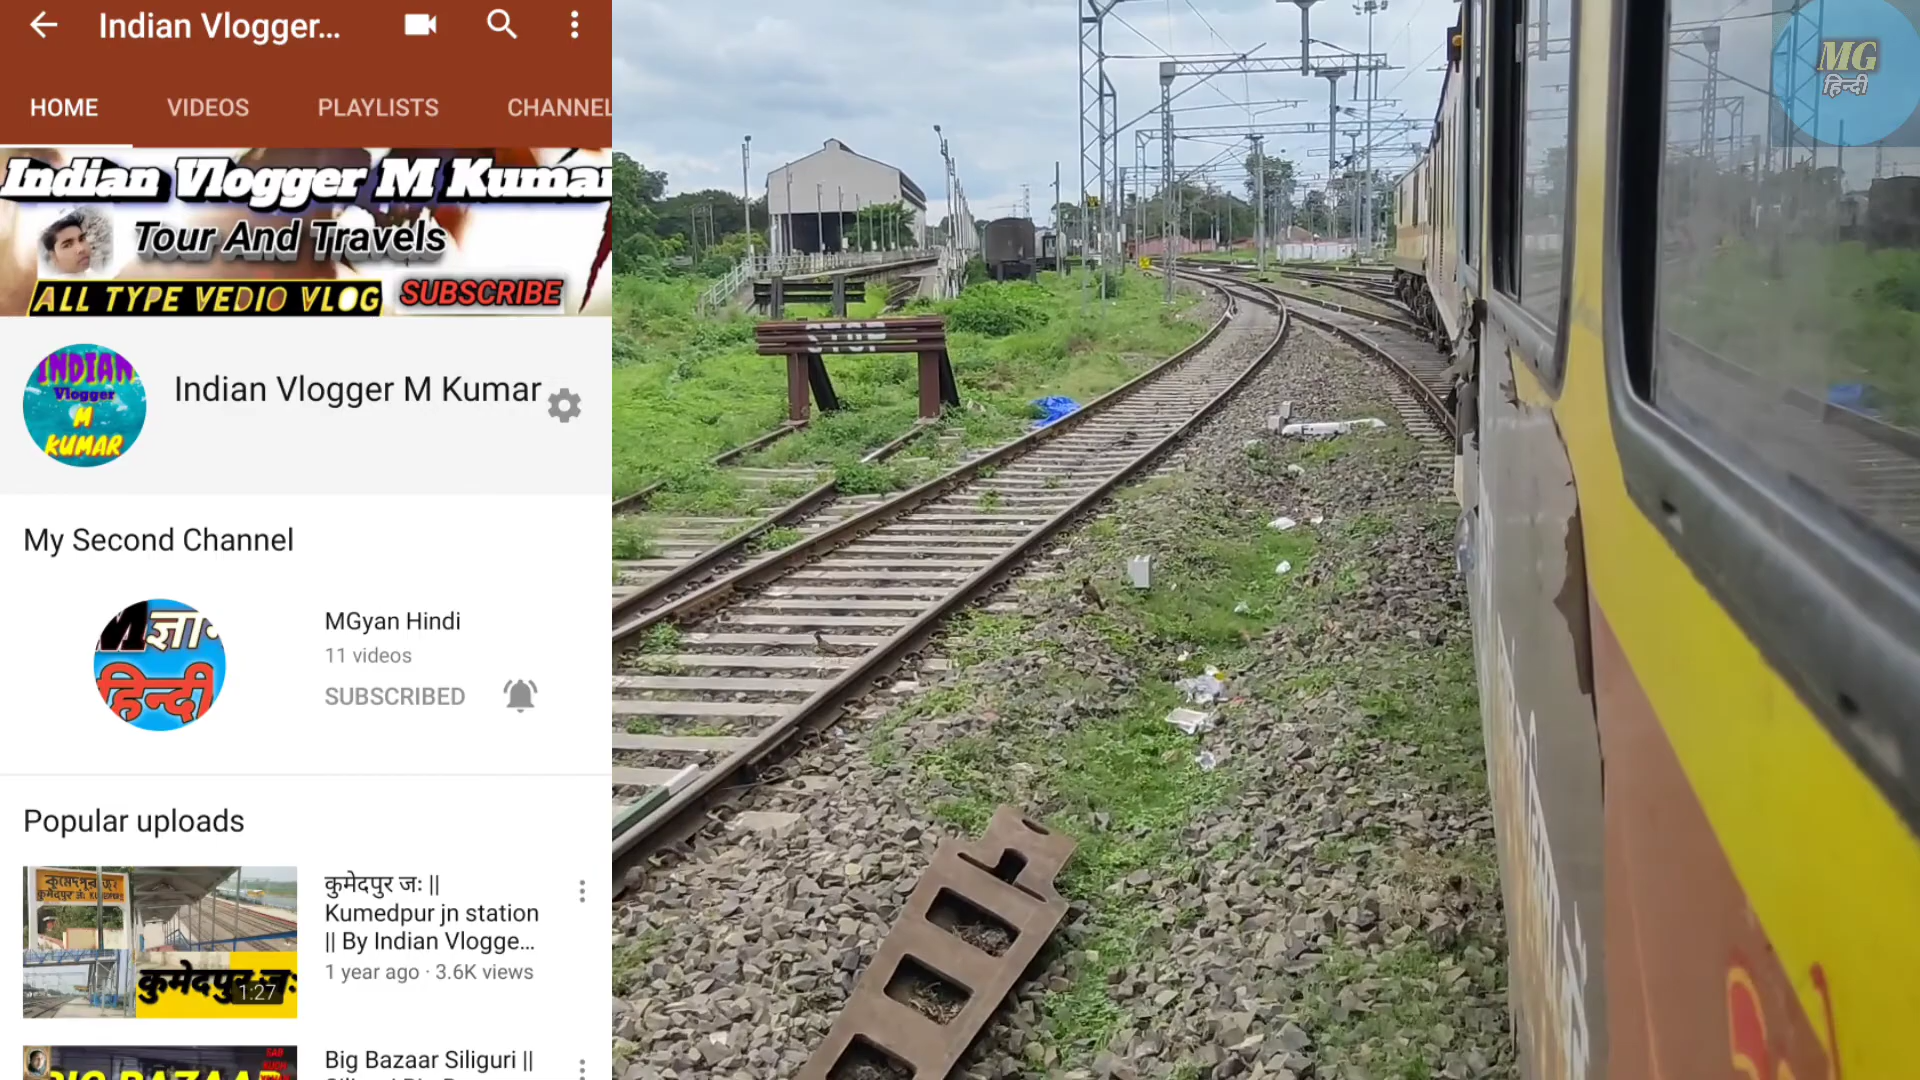 Indian Vlogger...
HOME VIDEOS PLAYLISTS CHANNEL
Indian Vlogger M Kumar
Tour And Travels
ALL TYPE VEDIO VLOG
SUBSCRIBE
INDIAN
Vlogger
M
KUMAR
Indian Vlogger M Kumar
My Second Channel
हिन्दी
MGyan Hindi
11 videos
SUBSCRIBED
Popular uploads
कुमेदपुर जः ||
Kumedpur jn station
|| By Indian Vlogge...
1 year ago · 3.6K views
1:27
Big Bazaar Siliguri ||
STOP
MG
हिन्दी